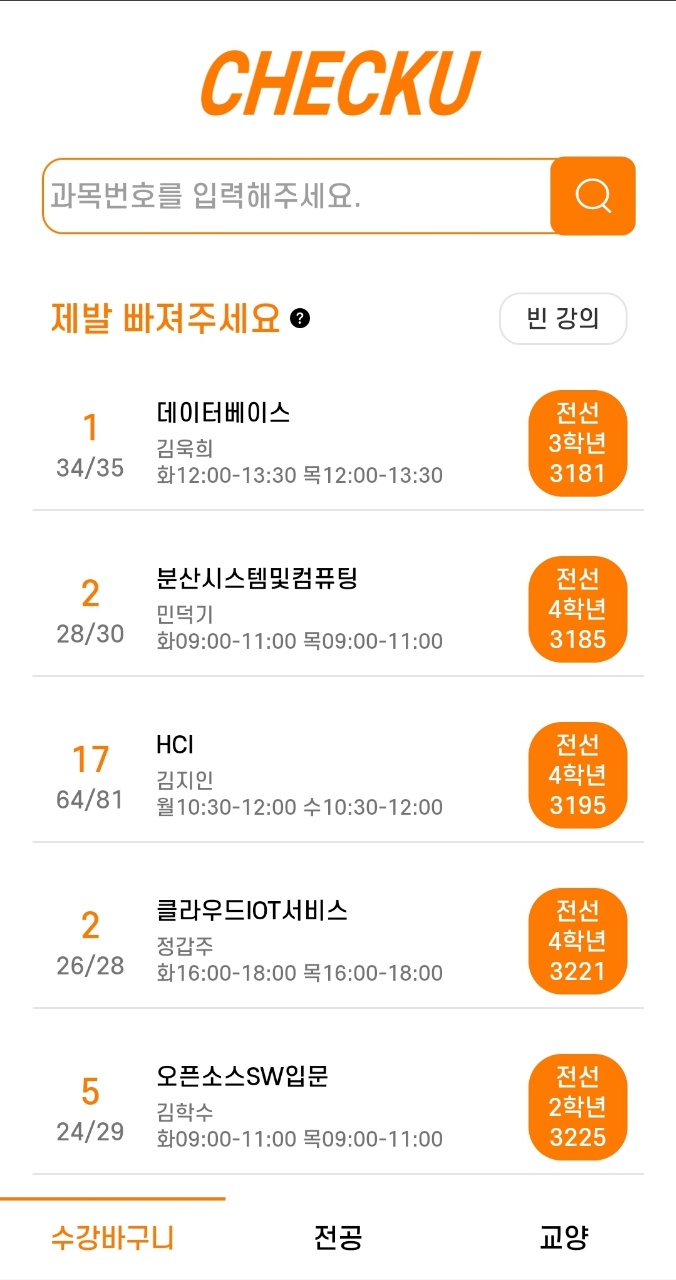 CHECKU
과목번호를 입력해주세요.
제발 빠져주세요 ?
빈 강의
1
34/35
데이터베이스
김욱희
화12:00-13:30 목12:00-13:30
전선
3학년
3181
2
28/30
분산시스템및컴퓨팅
민덕기
화09:00-11:00 목09:00-11:00
전선
4학년
3185
17
64/81
HCI
김지인
월10:30-12:00 수10:30-12:00
전선
4학년
3195
2
26/28
클라우드IOT서비스
정갑주
화16:00-18:00 목16:00-18:00
전선
4학년
3221
5
24/29
오픈소스SW입문
김학수
화09:00-11:00 목09:00-11:00
전선
2학년
3225
수강바구니
전공
교양